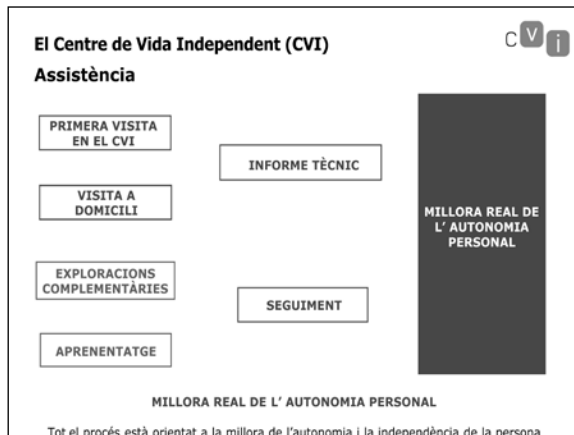 El Centre de Vida Independent (CVI)
cvi
Assistència
PRIMERA VISITA
EN EL CVI
VISITA A
DOMICILI
EXPLORACIONS
COMPLEMENTÀRIES
APRENENTATGE
INFORME TÈCNIC
SEGUIMENT
MILLORA REAL DE
L' AUTONOMIA
PERSONAL
MILLORA REAL DE L' AUTONOMIA PERSONAL
Tot el procés està orientat a la millora de l'autonomia i la independència de la persona